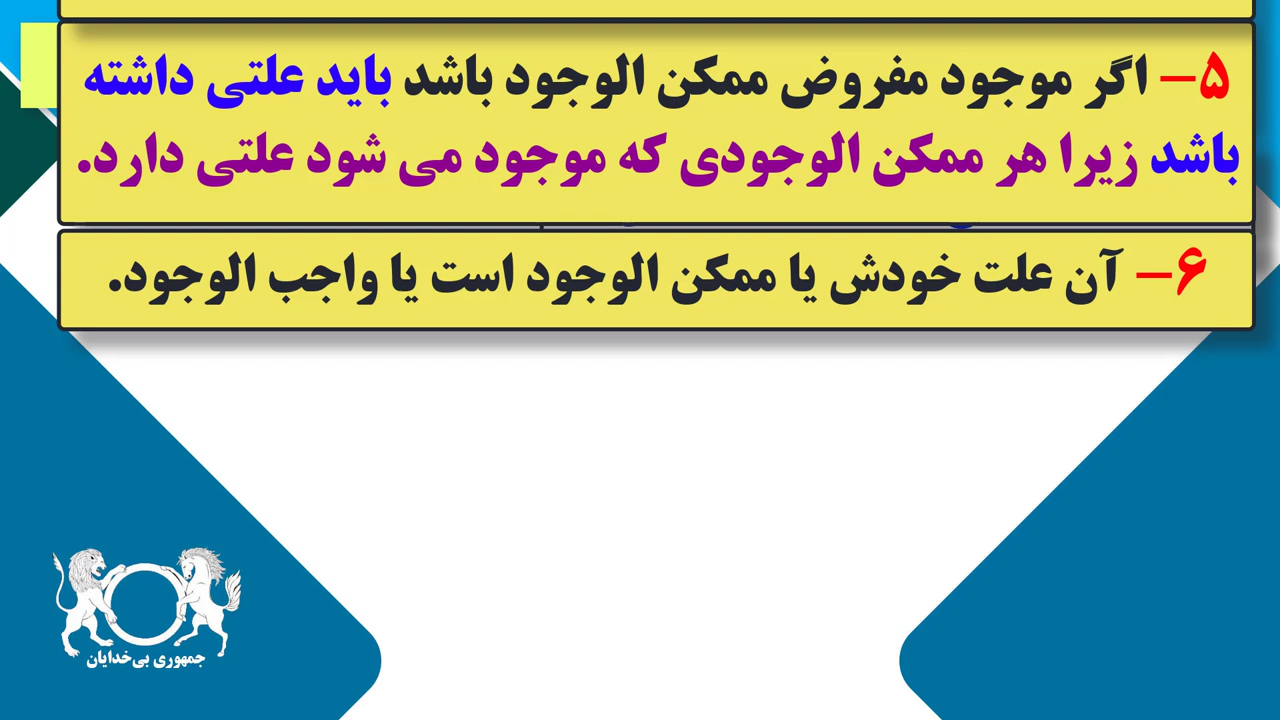 ۵- اگر موجود مفروض ممکن الوجود باشد باید علتی داشته
باشد زیرا هر ممکن الوجودی که موجود می شود علتی دارد.
۶- آن علت خودش یا ممکن الوجود است یا واجب الوجود.
جمهوری بی‌خدایان